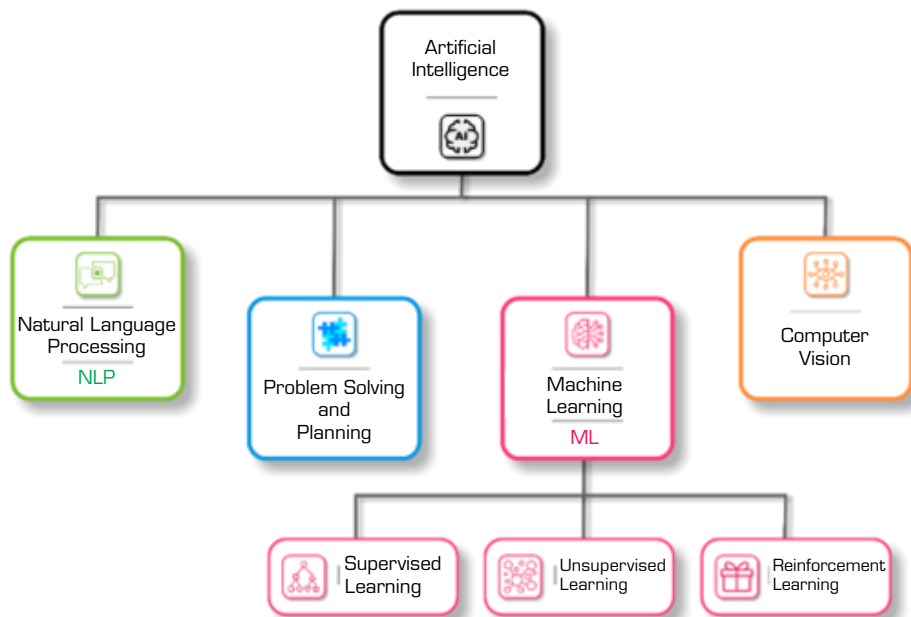 Artificial
Intelligence
AI
Natural Language
Processing
NLP
Problem Solving
and
Planning
Machine
Learning
ML
Computer
Vision
Supervised
Learning
Unsupervised
Learning
Reinforcement
Learning